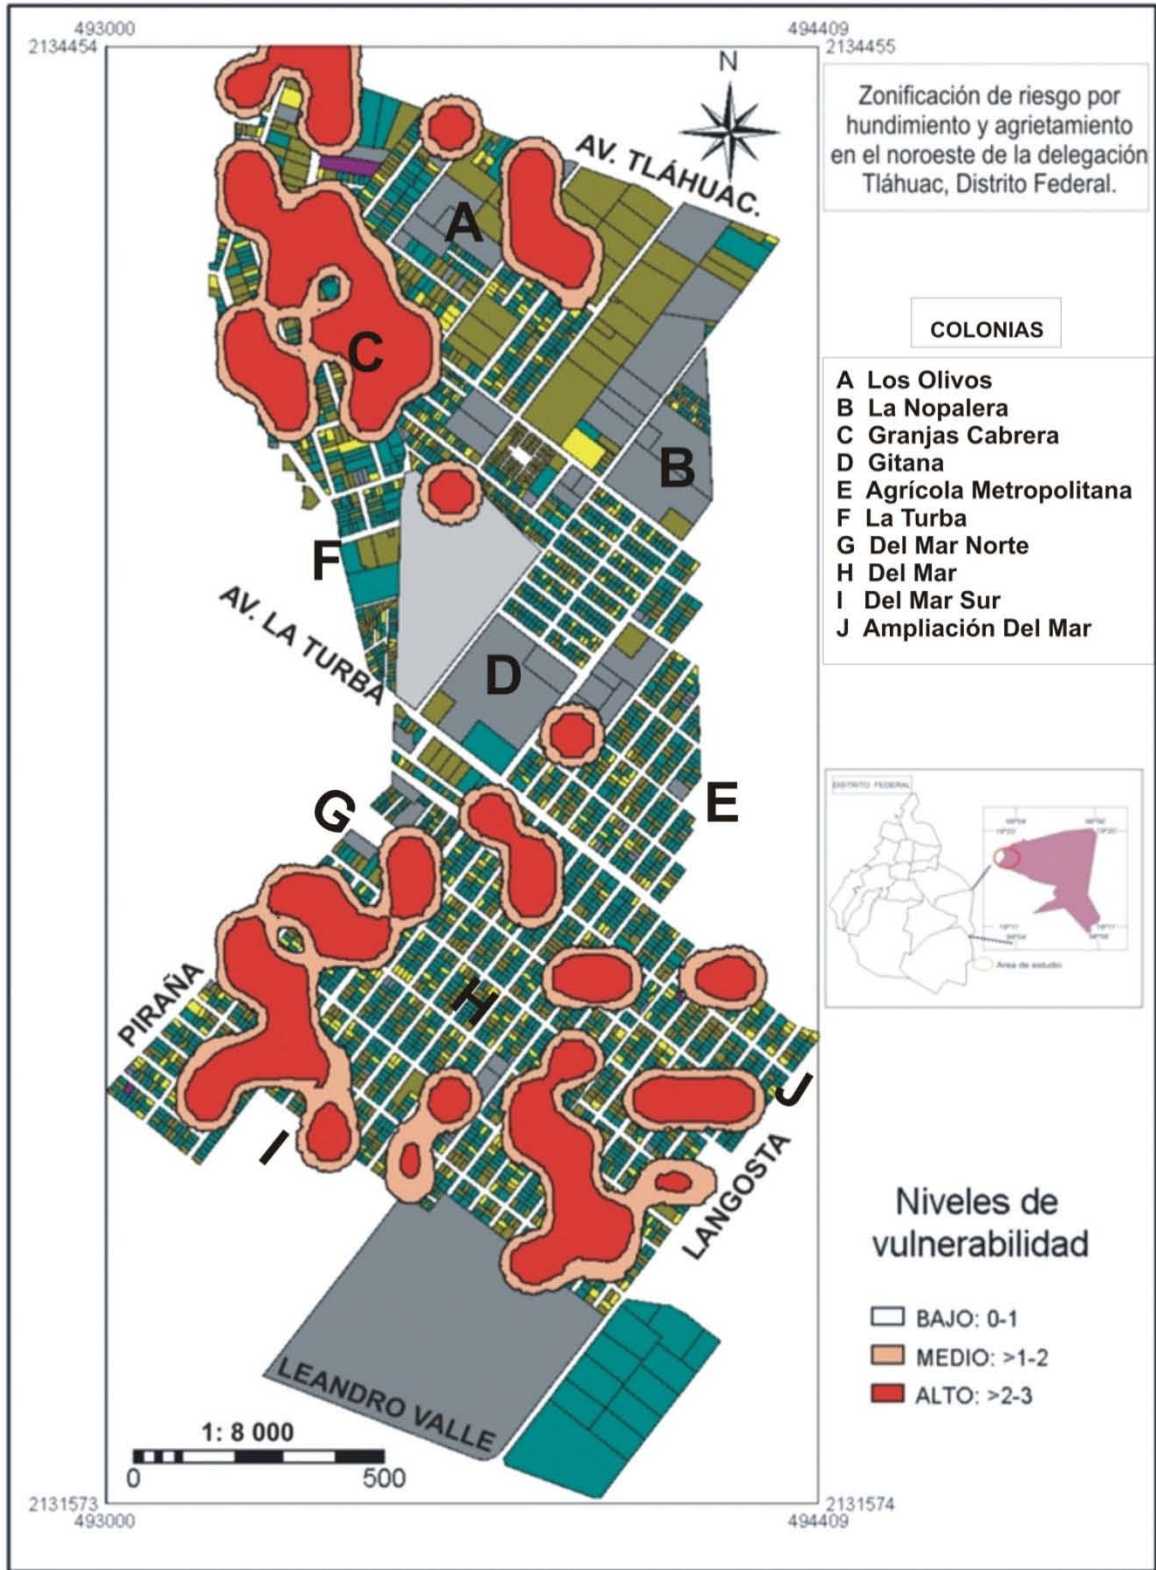 493000
494409
2134454
2134455
N
Zonificación de riesgo por
hundimiento y agrietamiento
en el noroeste de la delegación
Tláhuac, Distrito Federal.
AV. TLÁHUAC.
A
COLONIAS
C
A Los Olivos
B La Nopalera
C Granjas Cabrera
D Gitana
E Agrícola Metropolitana
F La Turba
G Del Mar Norte
H Del Mar
I Del Mar Sur
J Ampliación Del Mar
B
F
AV. LA TURBA
D
E
G
DISTRITO FEDERAL
Area de estudio
PIRAÑA
H
J
I
LANGOSTA
Niveles de
vulnerabilidad
BAJO: 0-1
MEDIO: >1-2
ALTO: >2-3
LEANDRO VALLE
1: 8 000
0
500
2131573
2131574
493000
494409